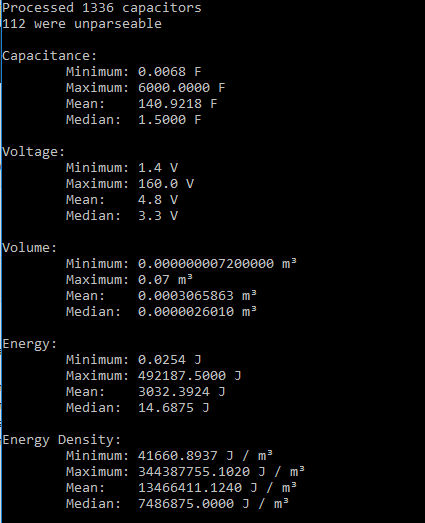 Processed 1336 capacitors
112 were unparseable
Capacitance:
Minimum: 0.0068 F
Maximum: 6000.0000 F
Mean: 140.9218 F
Median: 1.5000 F
Voltage:
Minimum: 1.4 V
Maximum: 160.0 V
Mean: 4.8 V
Median: 3.3 V
Volume:
Minimum: 0.000000007200000 m³
Maximum: 0.07 m³
Mean: 0.0003065863 m³
Median: 0.0000026010 m³
Energy:
Minimum: 0.0254 J
Maximum: 492187.5000 J
Mean: 3032.3924 J
Median: 14.6875 J
Energy Density:
Minimum: 41660.8937 J / m³
Maximum: 344387755.1020 J / m³
Mean: 13466411.1240 J / m³
Median: 7486875.0000 J / m³